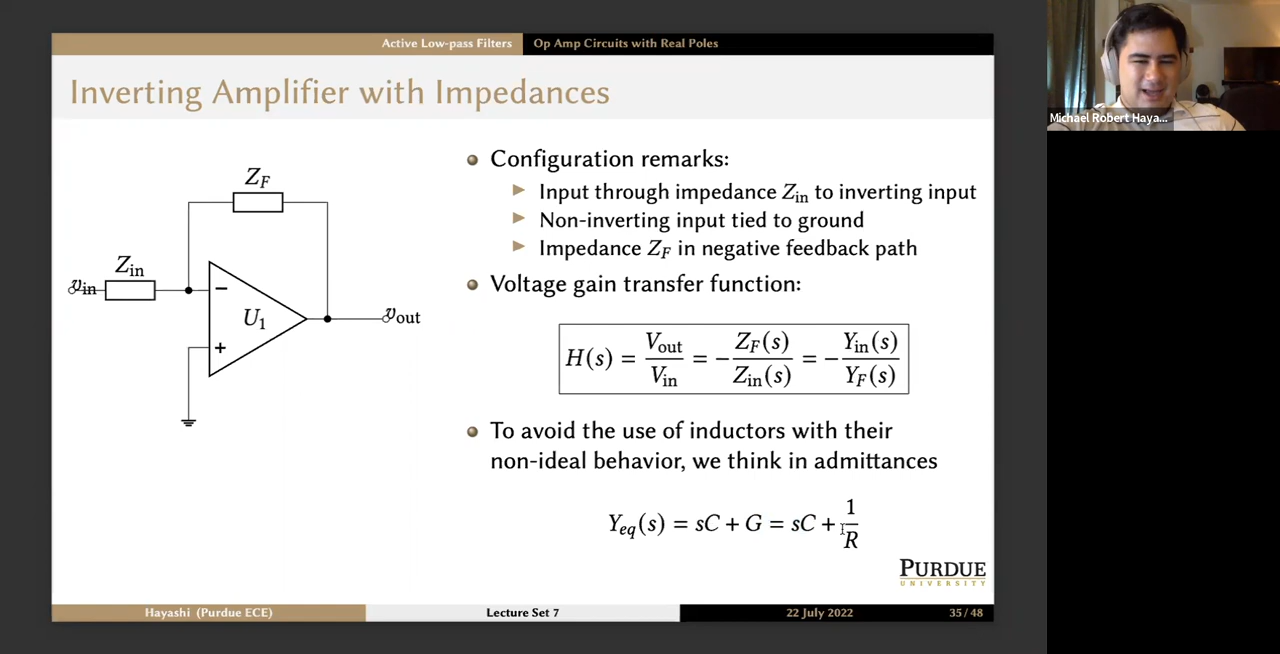 Active Low-pass Filters Op Amp Circuits with Real Poles
Inverting Amplifier with Impedances
Z_F
Z_in
v_in
−
U_1
+
v_out
Configuration remarks:
Input through impedance Z_in to inverting input
Non-inverting input tied to ground
Impedance Z_F in negative feedback path
Voltage gain transfer function:
H(s) = V_out/V_in = −Z_F(s)/Z_in(s) = −Y_in(s)/Y_F(s)
To avoid the use of inductors with their
non-ideal behavior, we think in admittances
Y_eq(s) = sC + G = sC + 1/R
PURDUE
UNIVERSITY
Hayashi (Purdue ECE) Lecture Set 7 22 July 2022 35/48
Michael Robert Haya...